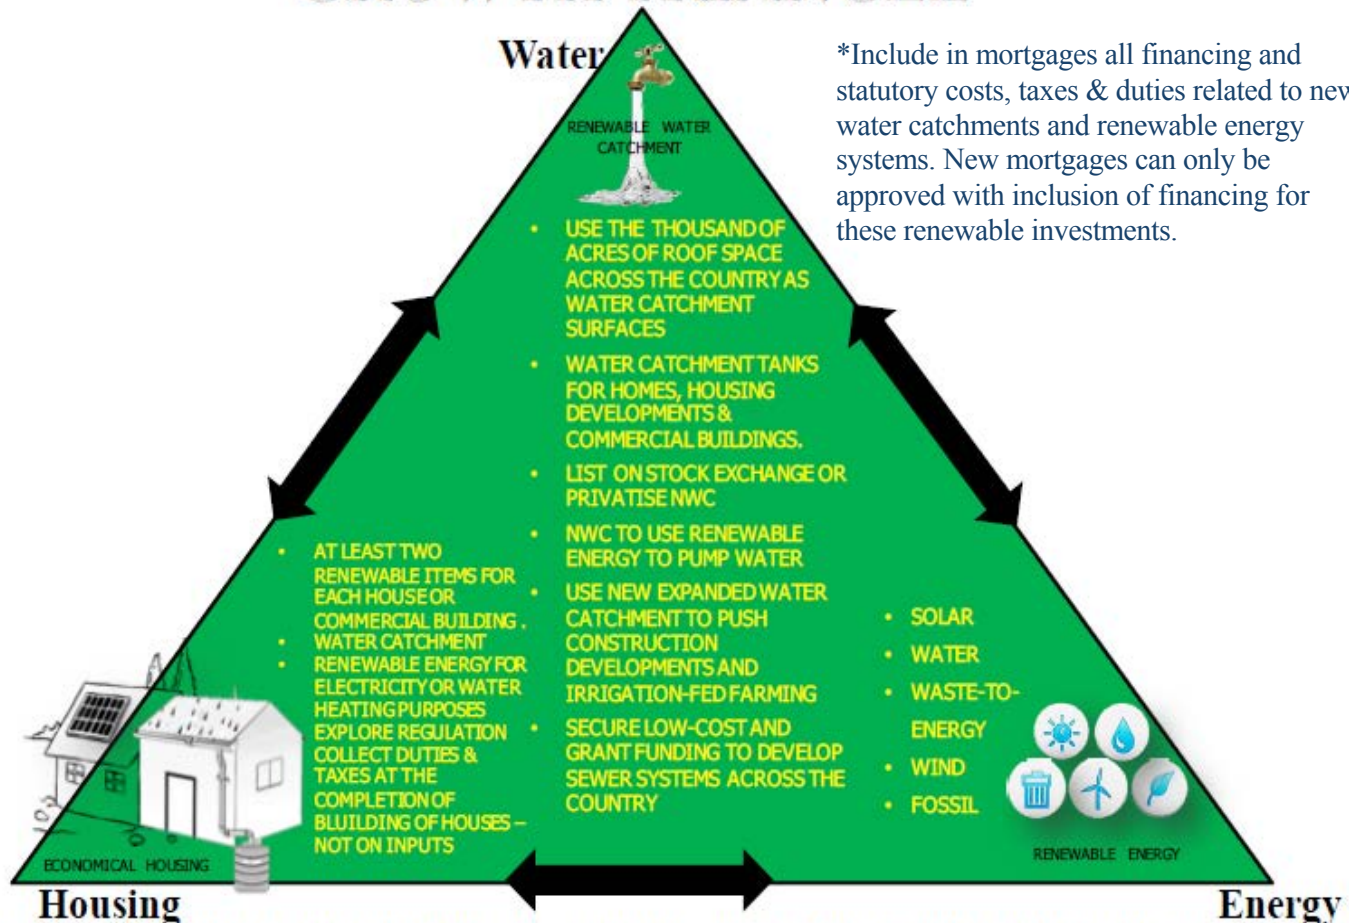 Water
*Include in mortgages all financing and
statutory costs, taxes & duties related to new
water catchments and renewable energy
systems. New mortgages can only be
approved with inclusion of financing for
these renewable investments.
RENEWABLE WATER
CATCHMENT
• USE THE THOUSAND OF
ACRES OF ROOF SPACE
ACROSS THE COUNTRY AS
WATER CATCHMENT
SURFACES
• WATER CATCHMENT TANKS
FOR HOMES, HOUSING
DEVELOPMENTS &
COMMERCIAL BUILDINGS.
• LIST ON STOCK EXCHANGE OR
PRIVATISE NWC
• NWC TO USE RENEWABLE
ENERGY TO PUMP WATER
• USE NEW EXPANDED WATER
CATCHMENT TO PUSH
CONSTRUCTION
DEVELOPMENTS AND
IRRIGATION-FED FARMING
• SECURE LOW-COST AND
GRANT FUNDING TO DEVELOP
SEWER SYSTEMS ACROSS THE
COUNTRY
• AT LEAST TWO
RENEWABLE ITEMS FOR
EACH HOUSE OR
COMMERCIAL BUILDING .
• WATER CATCHMENT
• RENEWABLE ENERGY FOR
ELECTRICITY OR WATER
HEATING PURPOSES
EXPLORE REGULATION
COLLECT DUTIES &
TAXES AT THE
COMPLETION OF
BLUILDING OF HOUSES –
NOT ON INPUTS
• SOLAR
• WATER
• WASTE-TO-
ENERGY
• WIND
• FOSSIL
ECONOMICAL HOUSING
RENEWABLE ENERGY
Housing
Energy